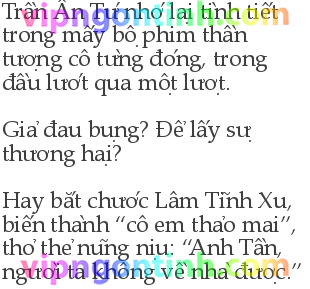 Trần Ân Tự nhớ lại tình tiết
trong mấy bộ phim thần
tượng cô từng đóng, trong
đầu lướt qua một lượt.
Giả đau bụng? Để lấy sự
thương hại?
Hay bắt chước Lâm Tĩnh Xu,
biến thành “cô em thảo mai”,
thỏ thẻ nũng nịu: “Anh Tần,
người ta không về nhà được.”
vipngontinh.com
vipngontinh.com